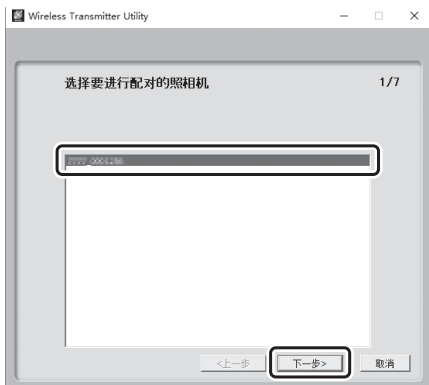 Wireless Transmitter Utility
选择要进行配对的照相机
1/7
<上一步
下一步>
取消